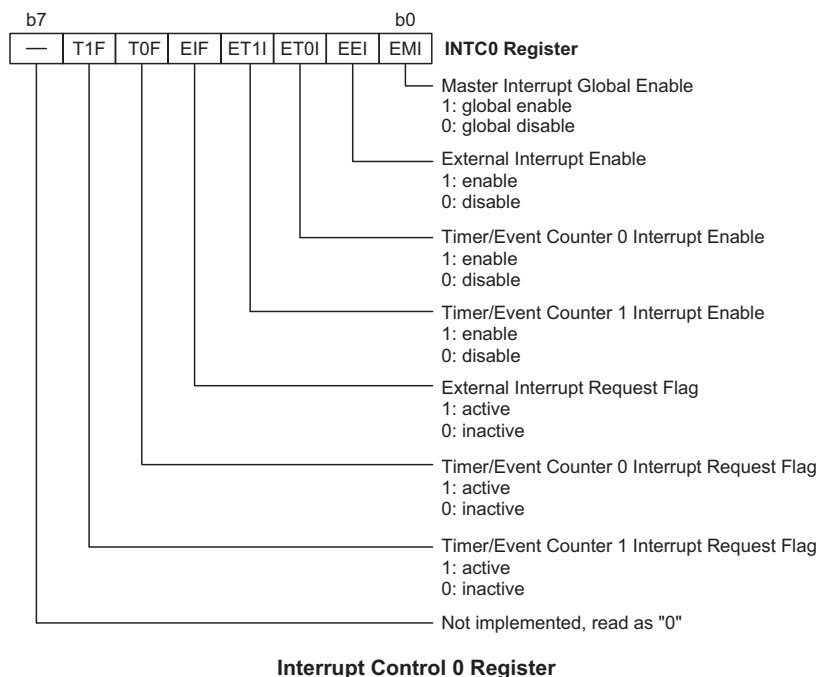 b7 b0
— T1F T0F EIF ET1I ET0I EEI EMI INTC0 Register
Master Interrupt Global Enable
1: global enable
0: global disable
External Interrupt Enable
1: enable
0: disable
Timer/Event Counter 0 Interrupt Enable
1: enable
0: disable
Timer/Event Counter 1 Interrupt Enable
1: enable
0: disable
External Interrupt Request Flag
1: active
0: inactive
Timer/Event Counter 0 Interrupt Request Flag
1: active
0: inactive
Timer/Event Counter 1 Interrupt Request Flag
1: active
0: inactive
Not implemented, read as "0"
Interrupt Control 0 Register